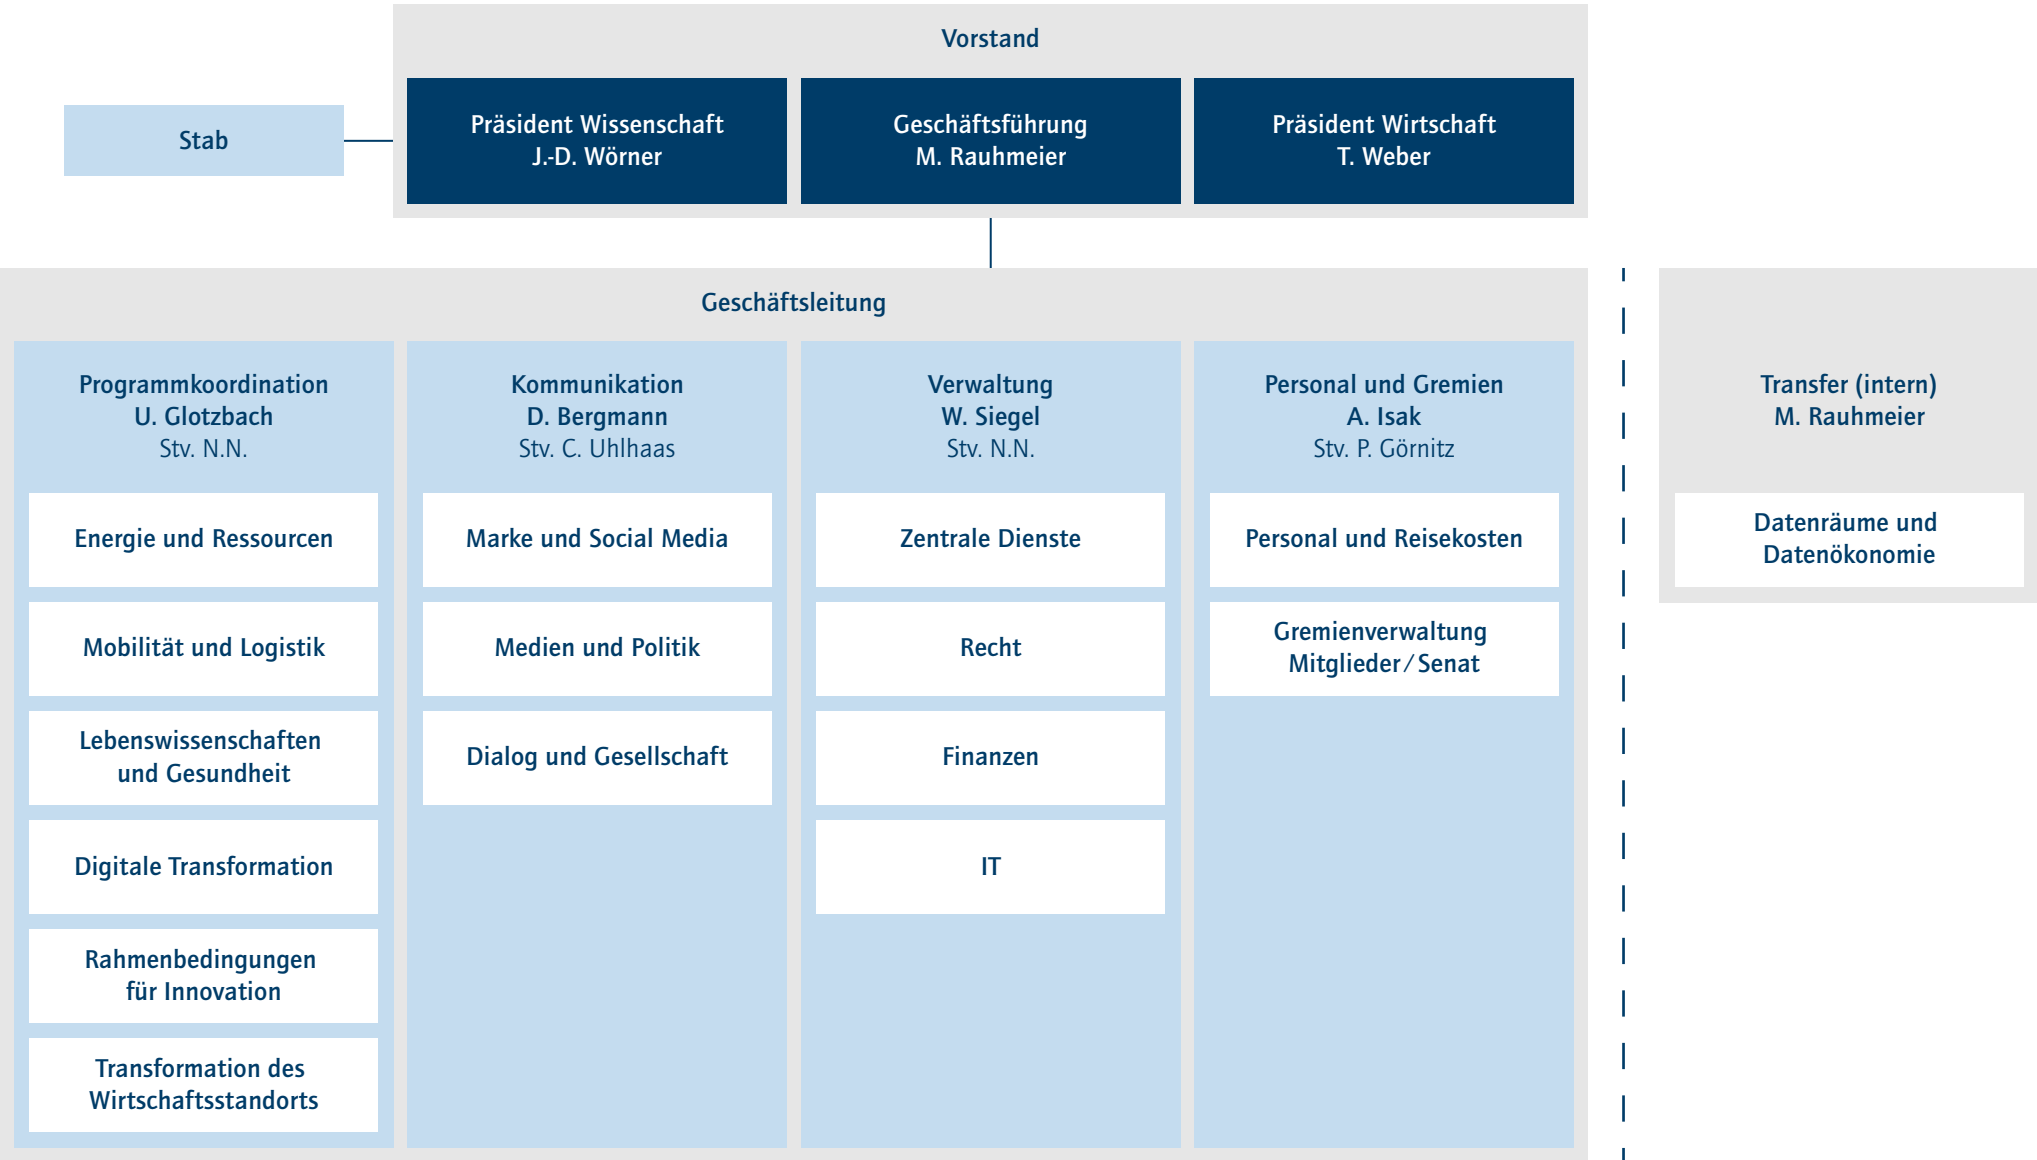 Vorstand
Stab
Präsident Wissenschaft
J.-D. Wörner
Geschäftsführung
M. Rauhmeier
Präsident Wirtschaft
T. Weber
Geschäftsleitung
Programmkoordination
U. Glotzbach
Stv. N.N.
Energie und Ressourcen
Mobilität und Logistik
Lebenswissenschaften
und Gesundheit
Digitale Transformation
Rahmenbedingungen
für Innovation
Transformation des
Wirtschaftsstandorts
Kommunikation
D. Bergmann
Stv. C. Uhlhaas
Marke und Social Media
Medien und Politik
Dialog und Gesellschaft
Verwaltung
W. Siegel
Stv. N.N.
Zentrale Dienste
Recht
Finanzen
IT
Personal und Gremien
A. Isak
Stv. P. Görnitz
Personal und Reisekosten
Gremienverwaltung
Mitglieder/Senat
Transfer (intern)
M. Rauhmeier
Datenräume und
Datenökonomie